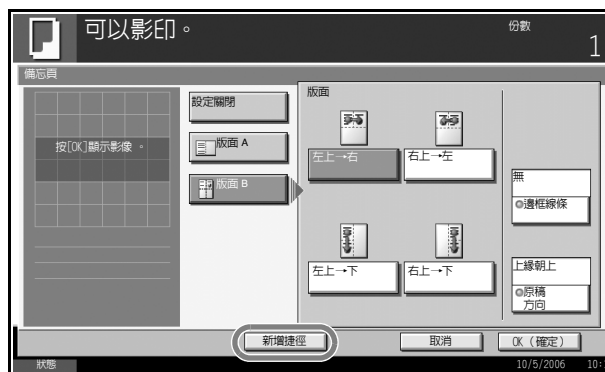 可以影印。
份數
1
備忘頁
按[OK]顯示影像。
設定關閉
版面 A
版面 B
版面
左上→右
右上→左
左上→下
右上→下
無
邊框線條
上緣朝上
原稿
方向
新增捷徑
取消
OK (確定)
狀態
10/5/2006 10: